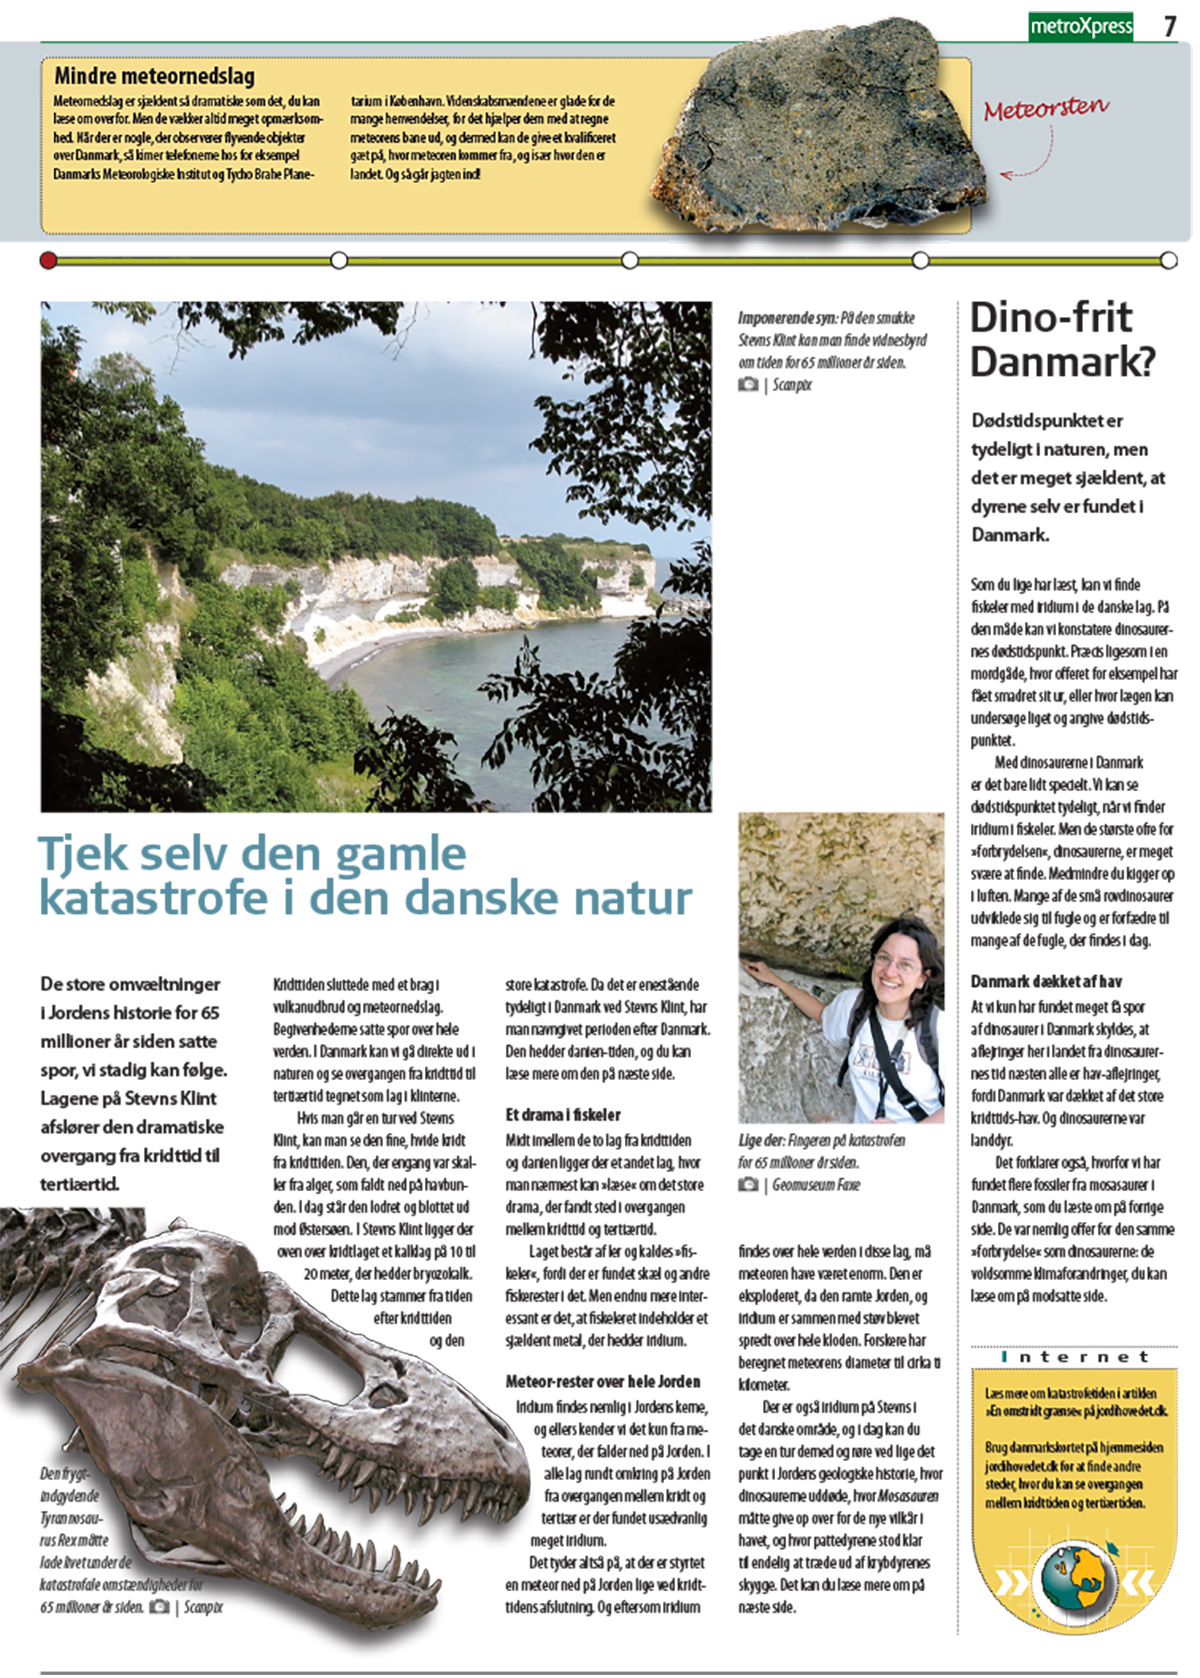 metroXpress 7
Mindre meteornedslag
Meteornedslag er sjældent så dramatiske som det, du kan
læse om overfor. Men de vækker altid meget opmærksom-
hed. Når der er nogle, der observerer flyvende objekter
over Danmark, så kimer telefonerne hos for eksempel
Danmarks Meteorologiske Institut og Tycho Brahe Plane-
tarium i København. Videnskabsmændene er glade for de
mange henvendelser, for det hjælper dem med at regne
meteorens bane ud, og dermed kan de give et kvalificeret
gæt på, hvor meteoren kommer fra, og især hvor den er
landet. Og så går jagten ind!
Meteorsten
Imponerende syn: På den smukke
Stevns Klint kan man finde vidnesbyrd
om tiden for 65 millioner år siden.
| Scanpix
Tjek selv den gamle
katastrofe i den danske natur
De store omvæltninger
i Jordens historie for 65
millioner år siden satte
spor, vi stadig kan følge.
Lagene på Stevns Klint
afslører den dramatiske
overgang fra kridttid til
tertiærtid.
Kridttiden sluttede med et brag i
vulkanudbrud og meteornedslag.
Begivenhederne satte spor over hele
verden. I Danmark kan vi gå direkte ud i
naturen og se overgangen fra kridttid til
tertiærtid tegnet som lag i klinterne.
Hvis man går en tur ved Stevns
Klint, kan man se den fine, hvide kridt
fra kridttiden. Den, der engang var skal-
ler fra alger, som faldt ned på havbun-
den. I dag står den lodret og blottet ud
mod Østersøen. I Stevns Klint ligger der
oven over kridtlaget et kalklag på 10 til
20 meter, der hedder bryozokalk.
Dette lag stammer fra tiden
efter kridttiden
og den
store katastrofe. Da det er enestående
tydeligt i Danmark ved Stevns Klint, har
man navngivet perioden efter Danmark.
Den hedder danien-tiden, og du kan
læse mere om den på næste side.
Et drama i fiskeler
Midt imellem de to lag fra kridttiden
og danien ligger der et andet lag, hvor
man nærmest kan »læse« om det store
drama, der fandt sted i overgangen
mellem kridttid og tertiærtid.
Laget består af ler og kaldes »fis-
keler«, fordi der er fundet skæl og andre
fiskerester i det. Men endnu mere inter-
essant er det, at fiskeleret indeholder et
sjældent metal, der hedder iridium.
Meteor-rester over hele Jorden
Iridium findes nemlig i Jordens kerne,
og ellers kender vi det kun fra me-
teorer, der falder ned på Jorden. I
alle lag rundt omkring på Jorden
fra overgangen mellem kridt og
tertiær er der fundet usædvanlig
meget iridium.
Det tyder altså på, at der er styrtet
en meteor ned på Jorden lige ved kridt-
tidens afslutning. Og eftersom iridium
Lige der: Fingeren på katastrofen
for 65 millioner år siden.
| Geomuseum Faxe
findes over hele verden i disse lag, må
meteoren have været enorm. Den er
eksploderet, da den ramte Jorden, og
iridium er sammen med støv blevet
spredt over hele kloden. Forskere har
beregnet meteorens diameter til cirka ti
kilometer.
Der er også iridium på Stevns i
det danske område, og i dag kan du
tage en tur derned og røre ved lige det
punkt i Jordens geologiske historie, hvor
dinosaurerne uddøde, hvor Mosasauren
måtte give op over for de nye vilkår i
havet, og hvor pattedyrene stod klar
til endelig at træde ud af krybdyrenes
skygge. Det kan du læse mere om på
næste side.
Den frygt-
indgydende
Tyrannosau-
rus Rex måtte
lade livet under de
katastrofale omstændigheder for
65 millioner år siden. | Scanpix
Dino-frit
Danmark?
Dødstidspunktet er
tydeligt i naturen, men
det er meget sjældent, at
dyrene selv er fundet i
Danmark.
Som du lige har læst, kan vi finde
fiskeler med iridium i de danske lag. På
den måde kan vi konstatere dinosaurer-
nes dødstidspunkt. Præcis ligesom i en
mordgåde, hvor offeret for eksempel har
fået smadret sit ur, eller hvor lægen kan
undersøge liget og angive dødstids-
punktet.
Med dinosaurerne i Danmark
er det bare lidt specielt. Vi kan se
dødstidspunktet tydeligt, når vi finder
iridium i fiskeler. Men de største ofre for
»forbrydelsen«, dinosaurerne, er meget
svære at finde. Medmindre du kigger op
i luften. Mange af de små rovdinosaurer
udviklede sig til fugle og er forfædre til
mange af de fugle, der findes i dag.
Danmark dækket af hav
At vi kun har fundet meget få spor
af dinosaurer i Danmark skyldes, at
aflejringer her i landet fra dinosaurer-
nes tid næsten alle er hav-aflejringer,
fordi Danmark var dækket af det store
kridttids-hav. Og dinosaurerne var
landdyr.
Det forklarer også, hvorfor vi har
fundet flere fossiler fra mosasaurer i
Danmark, som du læste om på forrige
side. De var nemlig offer for den samme
»forbrydelse« som dinosaurerne: de
voldsomme klimaforandringer, du kan
læse om på modsatte side.
Internet
Læs mere om katastrofetiden i artiklen
»En omstridt grænse« på jordihovedet.dk.
Brug danmarkskortet på hjemmesiden
jordihovedet.dk for at finde andre
steder, hvor du kan se overgangen
mellem kridttiden og tertiærtiden.